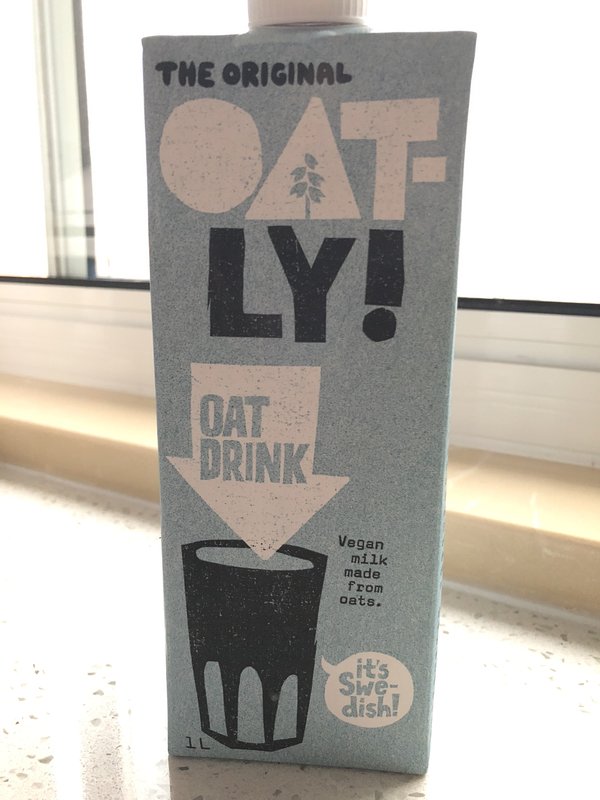 THE ORIGINAL
OAT-
LY!
OAT
DRINK
Vegan
milk
made
from
oats.
it's
Swe-
dish!
1L